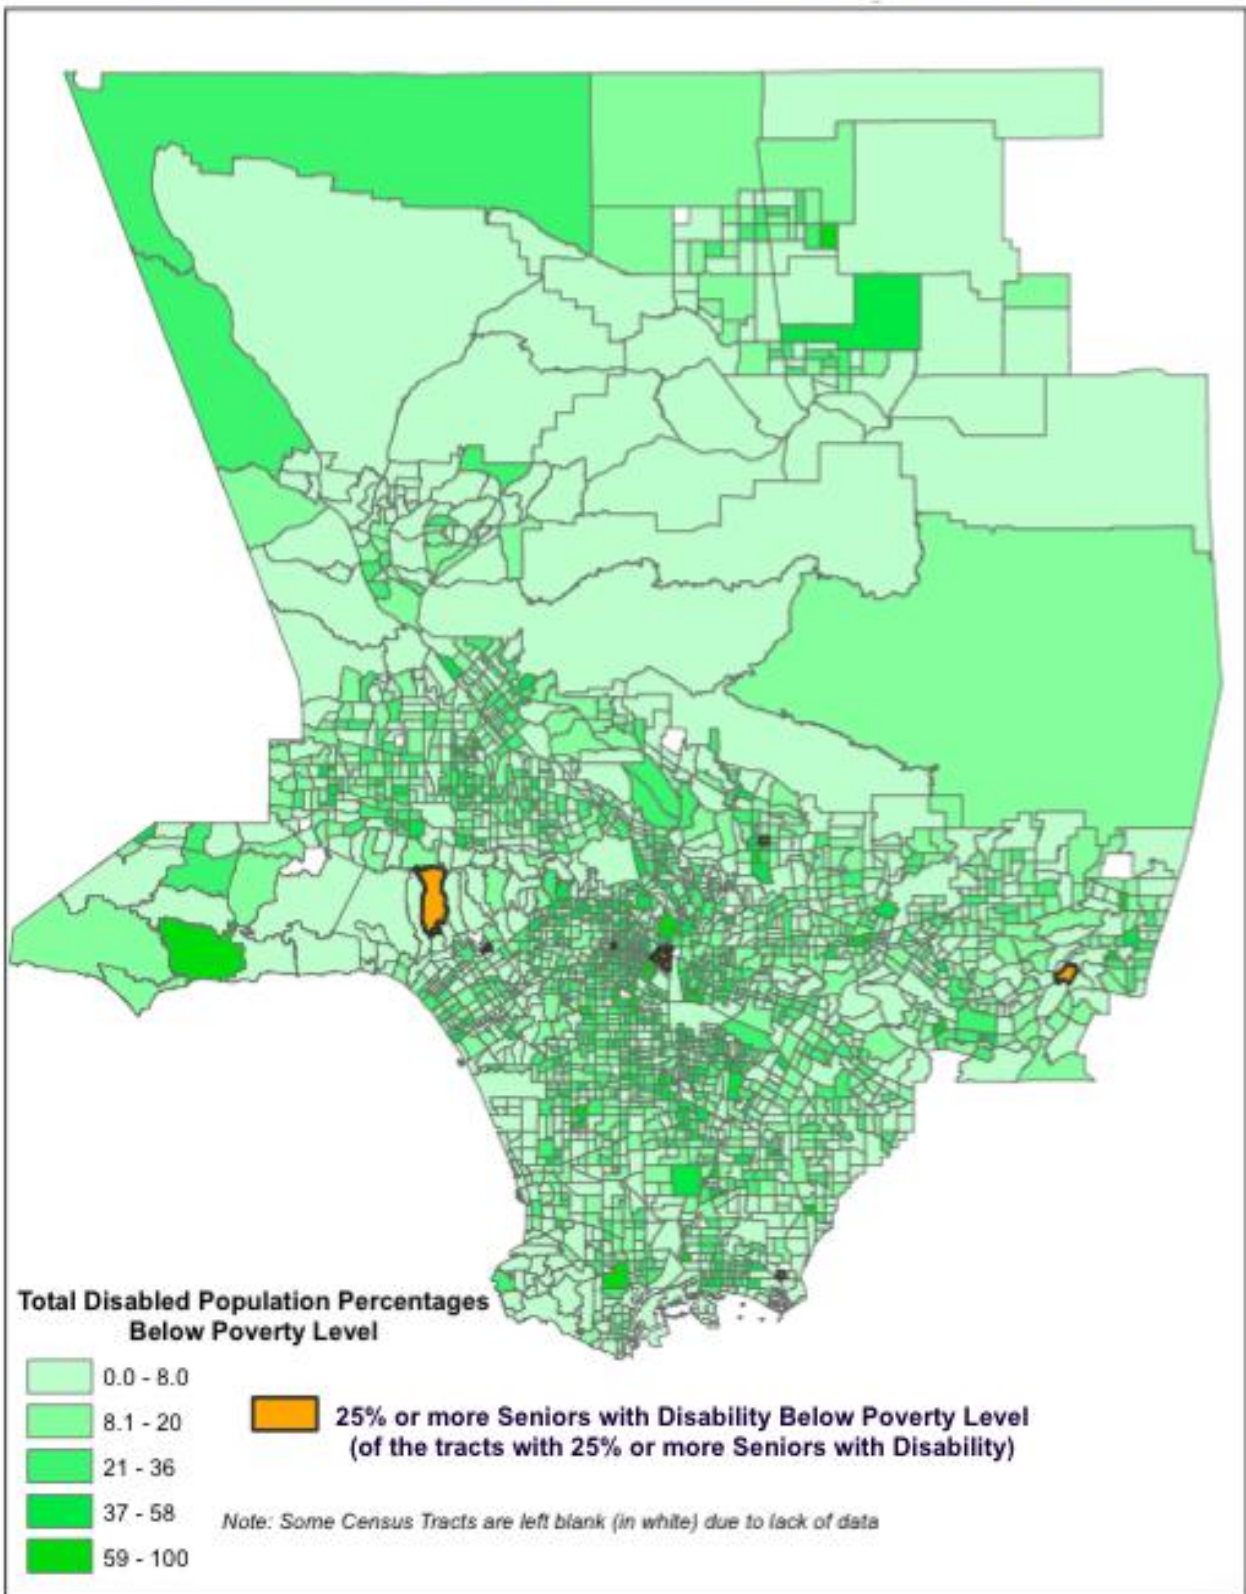 Total Disabled Population Percentages
Below Poverty Level
0.0 - 8.0
8.1 - 20
21 - 36
37 - 58
59 - 100
25% or more Seniors with Disability Below Poverty Level
(of the tracts with 25% or more Seniors with Disability)
Note: Some Census Tracts are left blank (in white) due to lack of data